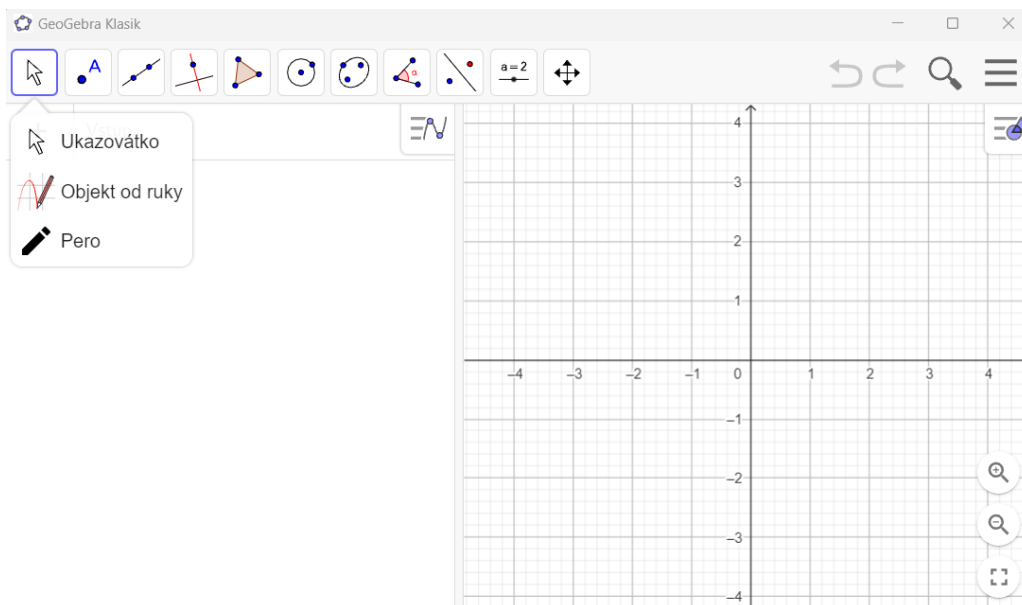 GeoGebra Klasik
A
α
a=2
Ukazovátko
Objekt od ruky
Pero
4
3
2
1
–4 –3 –2 –1 0 1 2 3 4
–1
–2
–3
–4